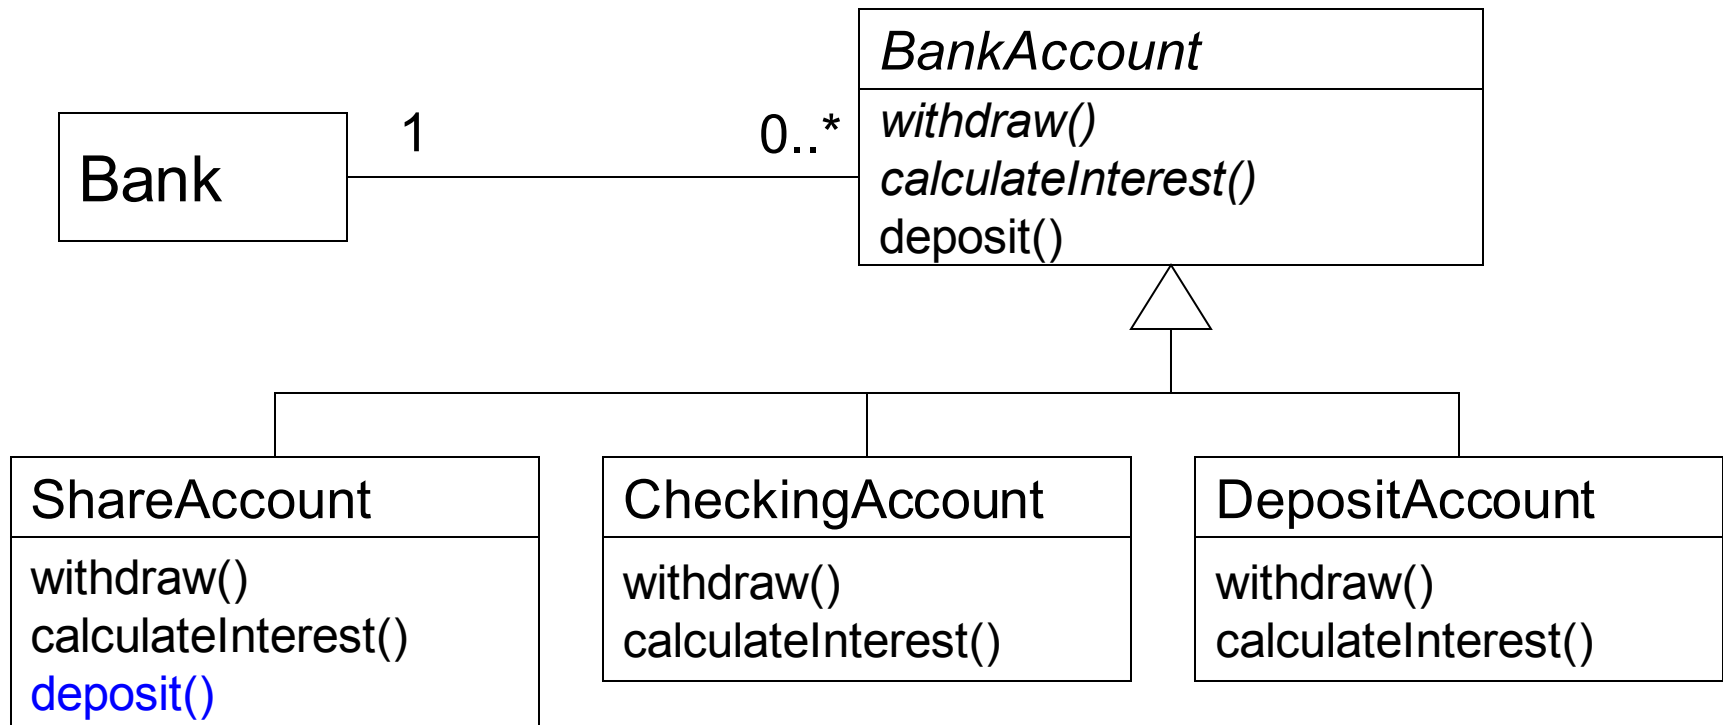 BankAccount
withdraw()
calculateInterest()
deposit()
Bank
1
0..*
ShareAccount
withdraw()
calculateInterest()
deposit()
CheckingAccount
withdraw()
calculateInterest()
DepositAccount
withdraw()
calculateInterest()